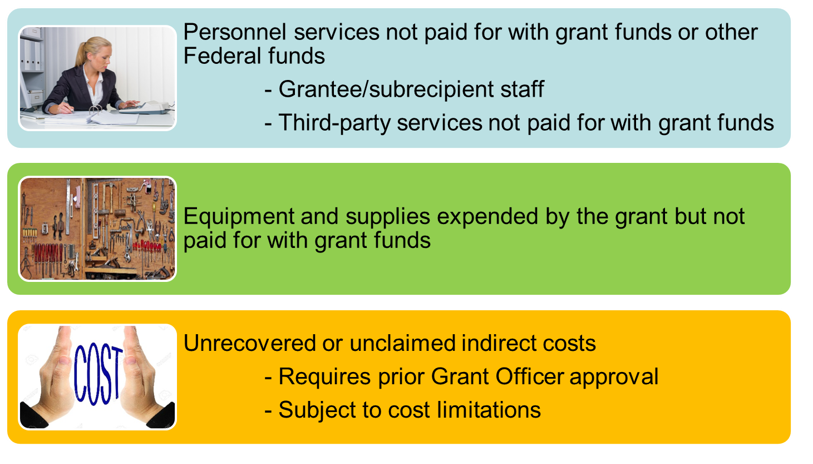 Personnel services not paid for with grant funds or other
Federal funds
- Grantee/subrecipient staff
- Third-party services not paid for with grant funds
Equipment and supplies expended by the grant but not
paid for with grant funds
COST
Unrecovered or unclaimed indirect costs
- Requires prior Grant Officer approval
- Subject to cost limitations